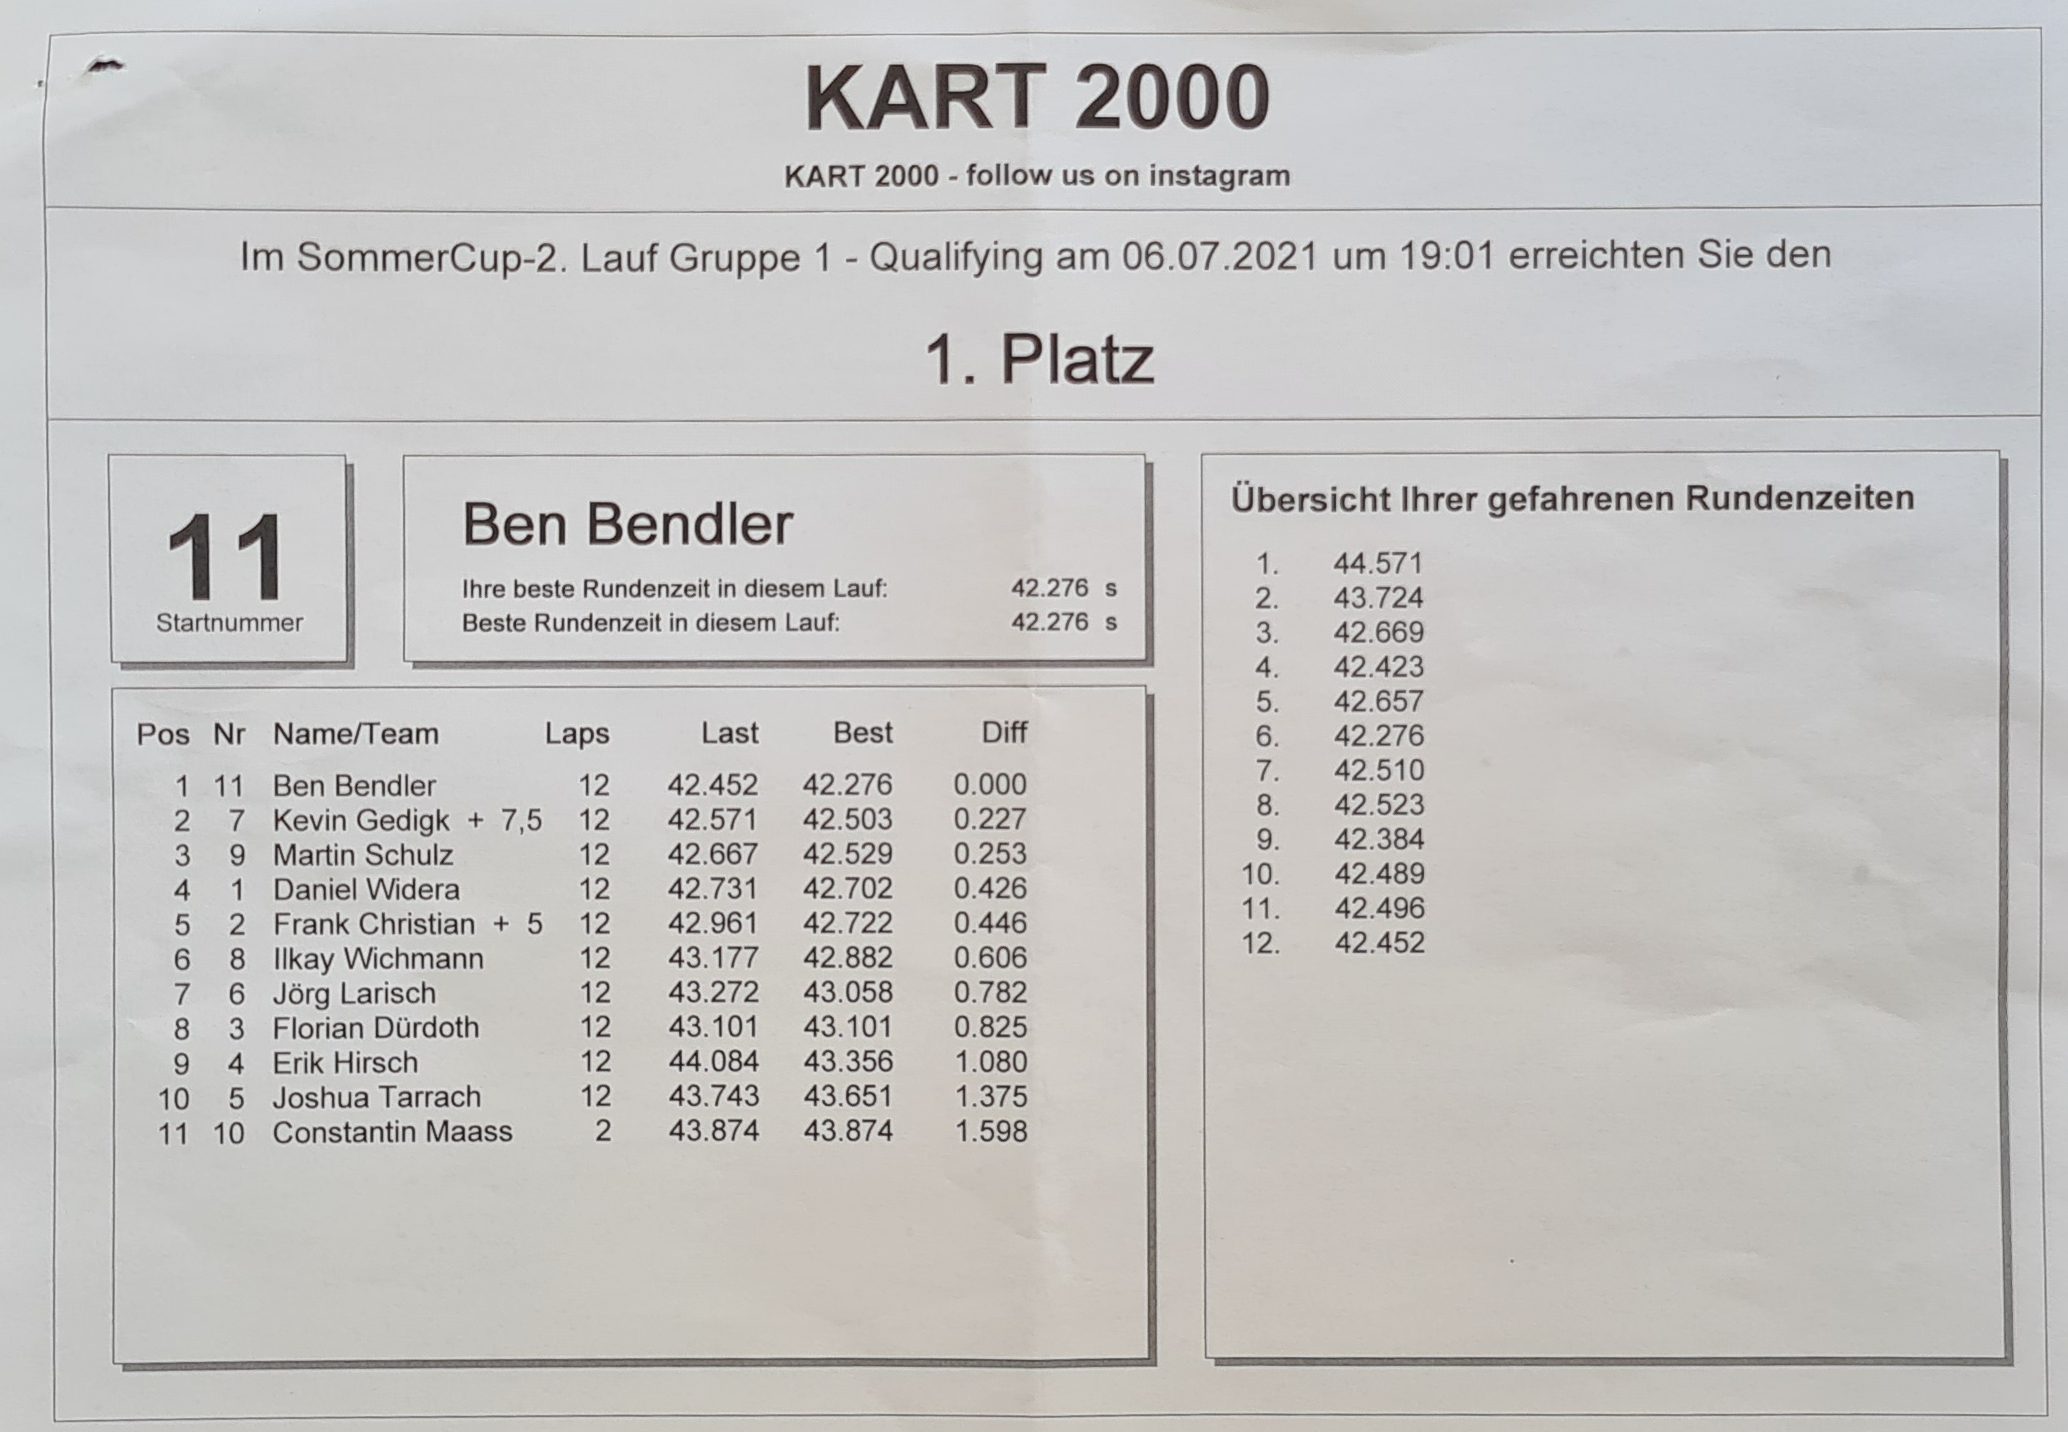 KART 2000
KART 2000 - follow us on instagram
Im SommerCup-2. Lauf Gruppe 1 - Qualifying am 06.07.2021 um 19:01 erreichten Sie den
1. Platz
11
Startnummer
Ben Bendler
Ihre beste Rundenzeit in diesem Lauf: 42.276 s
Beste Rundenzeit in diesem Lauf: 42.276 s
Pos Nr Name/Team Laps Last Best Diff
1 11 Ben Bendler 12 42.452 42.276 0.000
2 7 Kevin Gedigk + 7,5 12 42.571 42.503 0.227
3 9 Martin Schulz 12 42.667 42.529 0.253
4 1 Daniel Widera 12 42.731 42.702 0.426
5 2 Frank Christian + 5 12 42.961 42.722 0.446
6 8 Ilkay Wichmann 12 43.177 42.882 0.606
7 6 Jörg Larisch 12 43.272 43.058 0.782
8 3 Florian Dürdoth 12 43.101 43.101 0.825
9 4 Erik Hirsch 12 44.084 43.356 1.080
10 5 Joshua Tarrach 12 43.743 43.651 1.375
11 10 Constantin Maass 2 43.874 43.874 1.598
Übersicht Ihrer gefahrenen Rundenzeiten
1. 44.571
2. 43.724
3. 42.669
4. 42.423
5. 42.657
6. 42.276
7. 42.510
8. 42.523
9. 42.384
10. 42.489
11. 42.496
12. 42.452